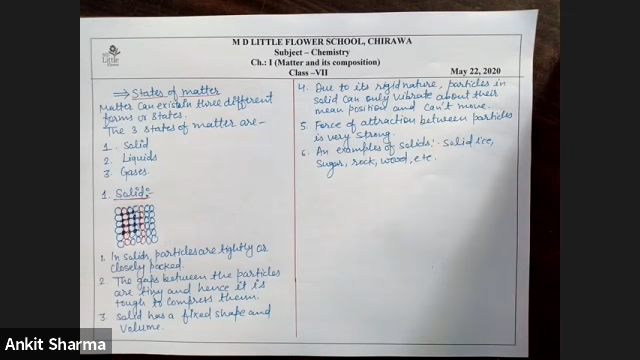 M D LITTLE FLOWER SCHOOL, CHIRAWA
Subject – Chemistry
Ch.: I (Matter and its composition)
Class –VII
May 22, 2020
Little
Flower
⇒ States of matter
Matter can exist in three different
forms or states.
The 3 states of matter are-
1. Solid
2. Liquids
3. Gases.
1. Solid:-
1. In solid, particles are tightly or
closely packed.
2. The gaps between the particles
are tiny and hence it is
tough to compress them.
3. Solid has a fixed shape and
volume.
4. Due to its rigid nature, particles in
solid can only vibrate about their
mean position and can't move.
5. Force of attraction between particles
is very strong.
6. An examples of solids:- solid ice,
sugar, rock, wood, etc.
Ankit Sharma